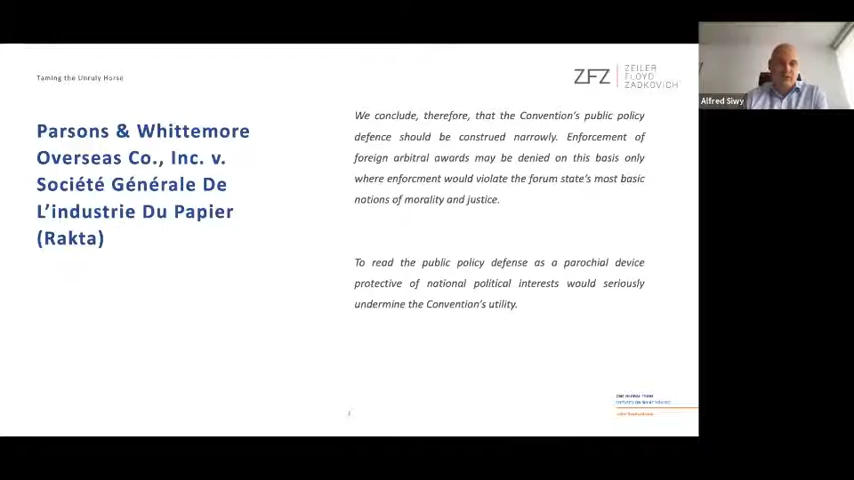 Taming the Unruly Horse
ZFZ
ZEILER
FLOYD
ZADKOVICH
Alfred Siwy
Parsons & Whittemore
Overseas Co., Inc. v.
Société Générale De
L’industrie Du Papier
(Rakta)
We conclude, therefore, that the Convention's public policy
defence should be construed narrowly. Enforcement of
foreign arbitral awards may be denied on this basis only
where enforcment would violate the forum state's most basic
notions of morality and justice.
To read the public policy defense as a parochial device
protective of national political interests would seriously
undermine the Convention's utility.